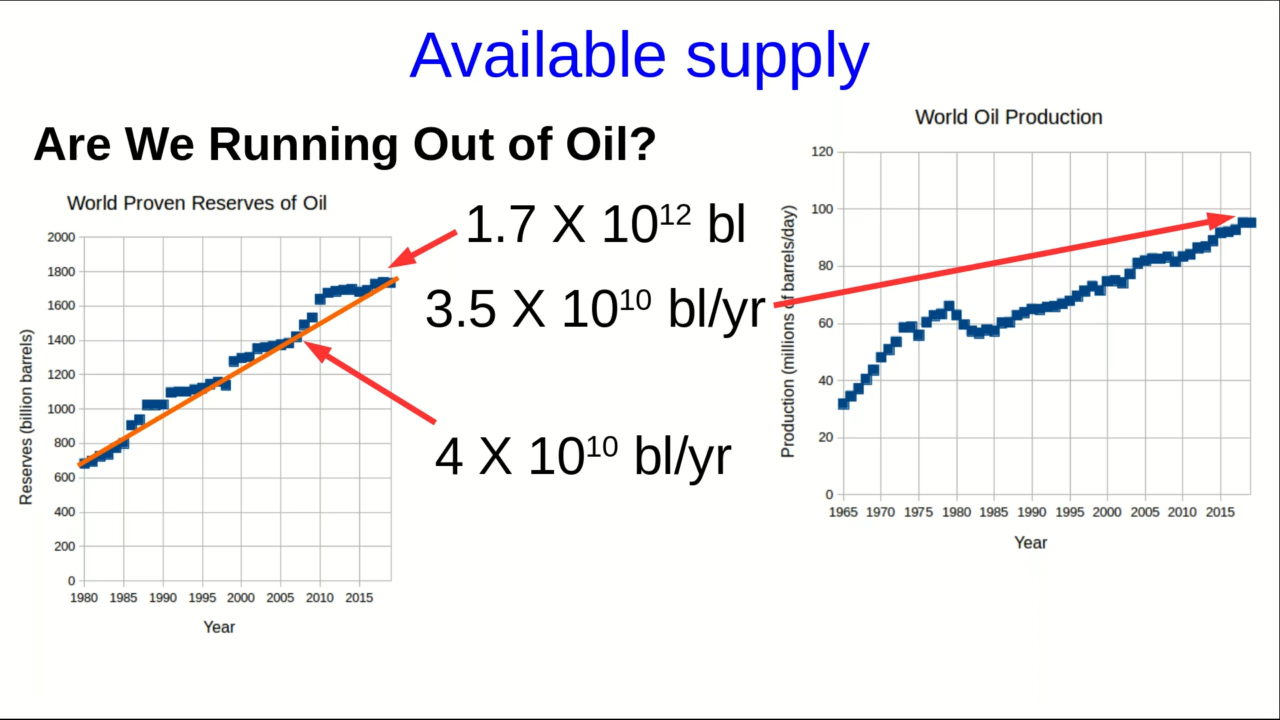 Available supply
Are We Running Out of Oil?
World Proven Reserves of Oil
Reserves (billion barrels)
2000
1800
1600
1400
1200
1000
800
600
400
200
0
1980 1985 1990 1995 2000 2005 2010 2015
Year
1.7 X 10¹² bl
3.5 X 10¹⁰ bl/yr
4 X 10¹⁰ bl/yr
World Oil Production
Production (millions of barrels/day)
120
100
80
60
40
20
0
1965 1970 1975 1980 1985 1990 1995 2000 2005 2010 2015
Year